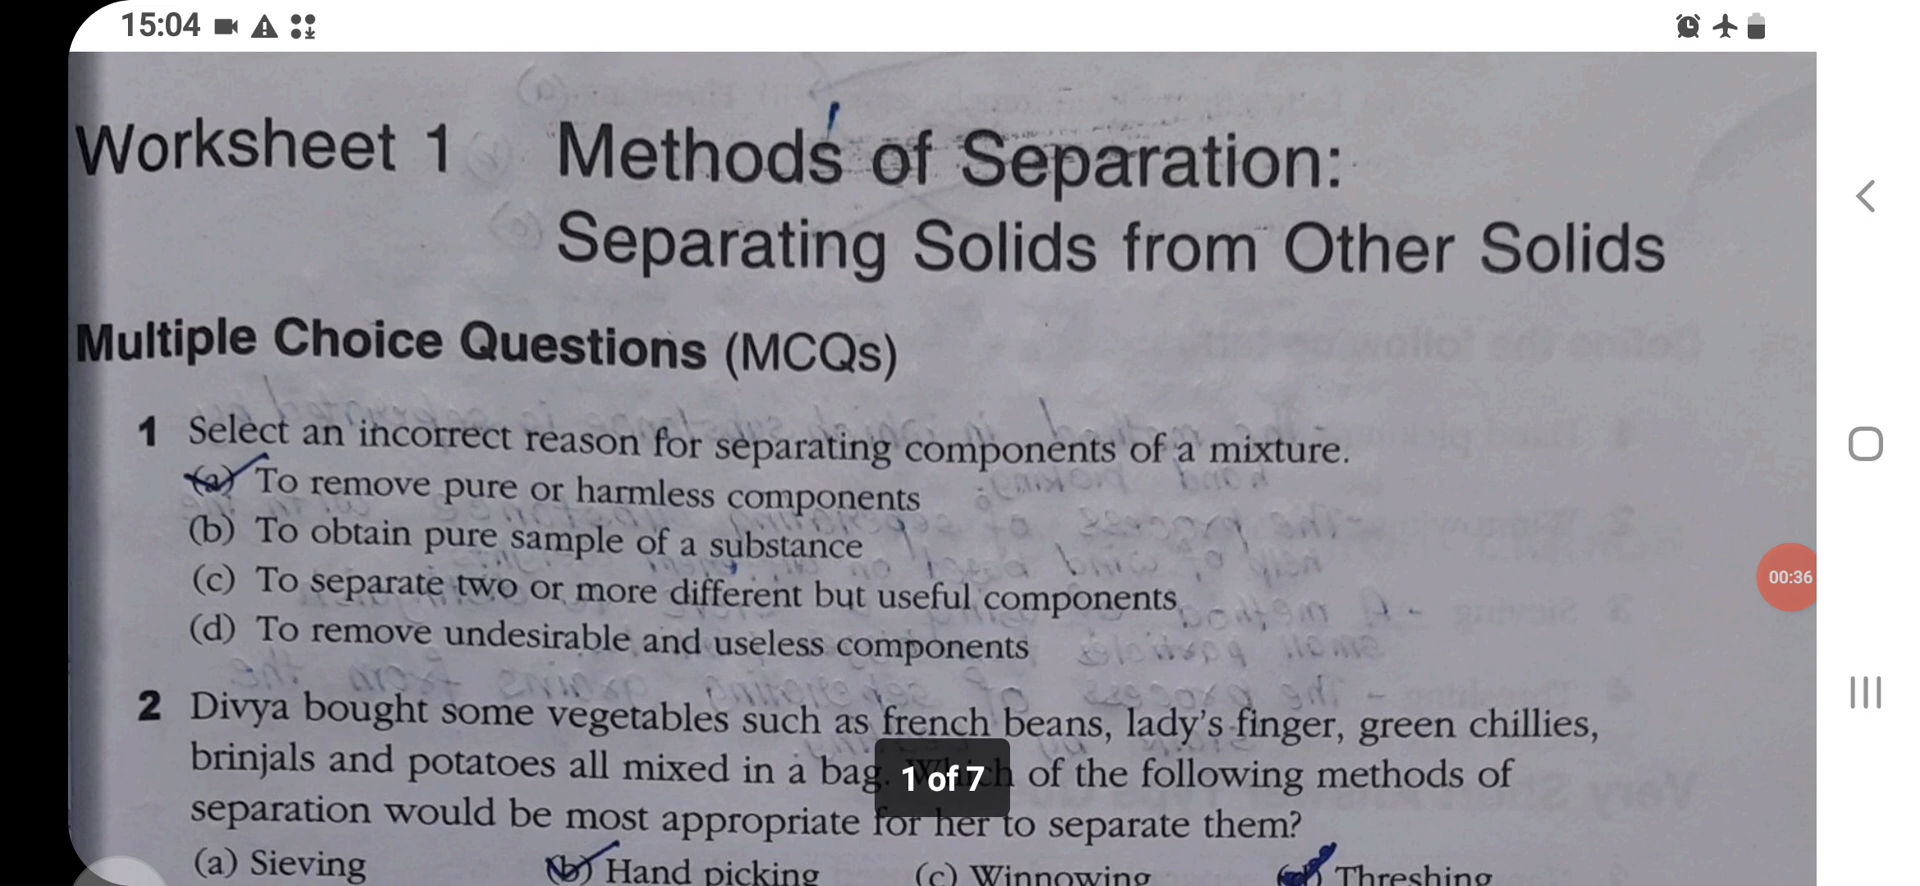 15:04
Worksheet 1 Methods of Separation:
Separating Solids from Other Solids
Multiple Choice Questions (MCQs)
1 Select an incorrect reason for separating components of a mixture.
(a) To remove pure or harmless components
(b) To obtain pure sample of a substance
(c) To separate two or more different but useful components
(d) To remove undesirable and useless components
00:36
2 Divya bought some vegetables such as french beans, lady's finger, green chillies,
brinjals and potatoes all mixed in a bag. Which of the following methods of
1 of 7
separation would be most appropriate for her to separate them?
(a) Sieving (b) Hand picking (c) Winnowing (d) Threshing